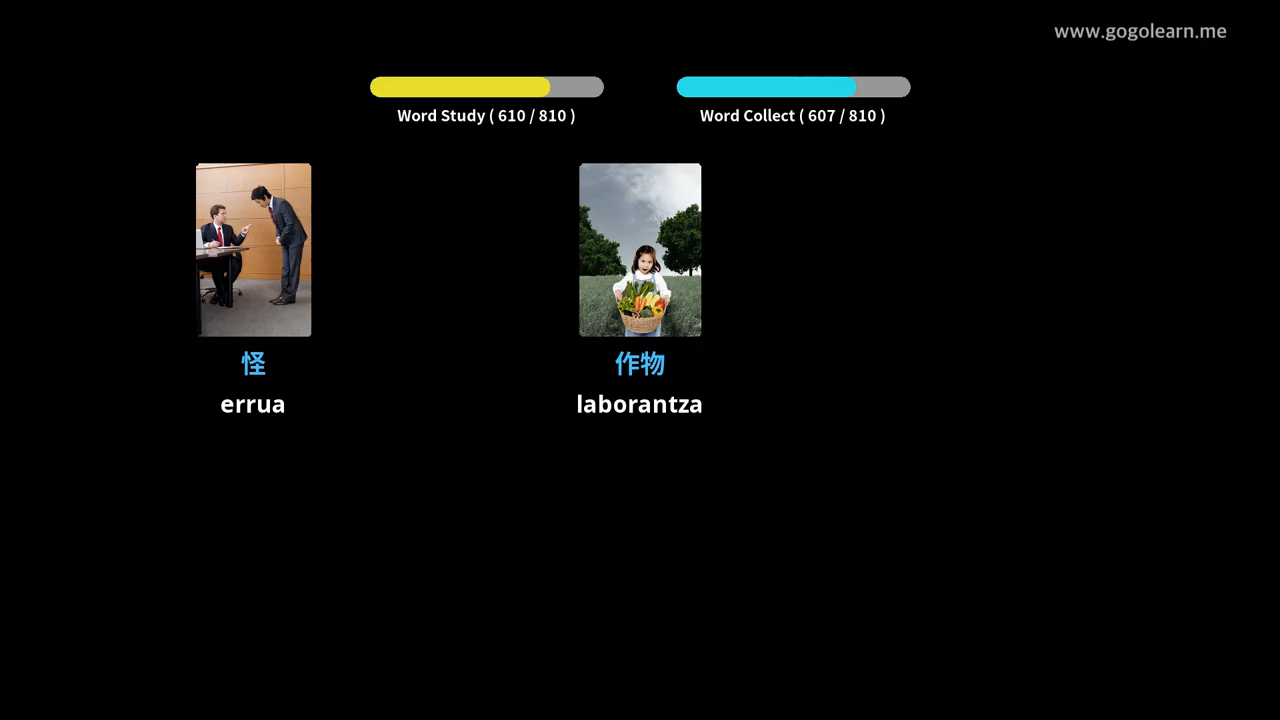 www.gogolearn.me
Word Study ( 610 / 810 )
Word Collect ( 607 / 810 )
怪
作物
errua
laborantza